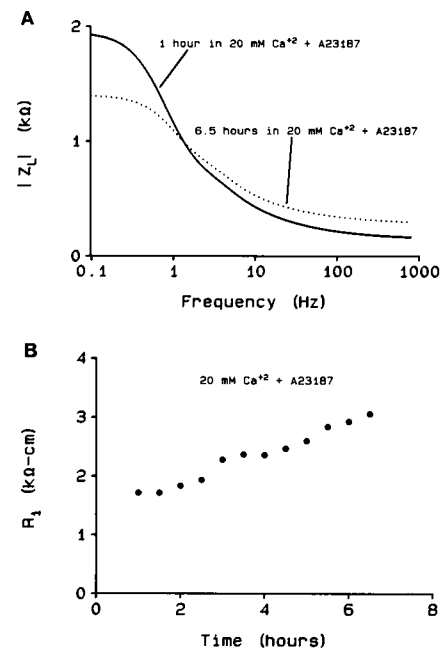 A
2
1 hour in 20 mM Ca+2 + A23187
6.5 hours in 20 mM Ca+2 + A23187
| ZL| (kΩ)
1
0
0.1 1 10 100 1000
Frequency (Hz)
B
4
20 mM Ca+2 + A23187
3
Ri (kΩ-cm)
2
1
0
0 2 4 6 8
Time (hours)